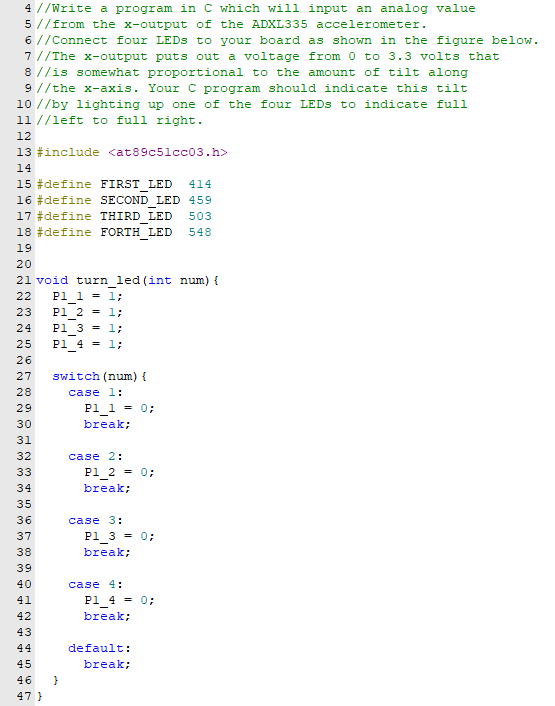 4 //Write a program in C which will input an analog value
5 //from the x-output of the ADXL335 accelerometer.
6 //Connect four LEDs to your board as shown in the figure below.
7 //The x-output puts out a voltage from 0 to 3.3 volts that
8 //is somewhat proportional to the amount of tilt along
9 //the x-axis. Your C program should indicate this tilt
10 //by lighting up one of the four LEDs to indicate full
11 //left to full right.
12
13 #include <at89c51cc03.h>
14
15 #define FIRST_LED  414
16 #define SECOND_LED 459
17 #define THIRD_LED  503
18 #define FORTH_LED  548
19
20
21 void turn_led(int num){
22   P1_1 = 1;
23   P1_2 = 1;
24   P1_3 = 1;
25   P1_4 = 1;
26
27   switch(num){
28     case 1:
29       P1_1 = 0;
30       break;
31
32     case 2:
33       P1_2 = 0;
34       break;
35
36     case 3:
37       P1_3 = 0;
38       break;
39
40     case 4:
41       P1_4 = 0;
42       break;
43
44     default:
45       break;
46   }
47 }